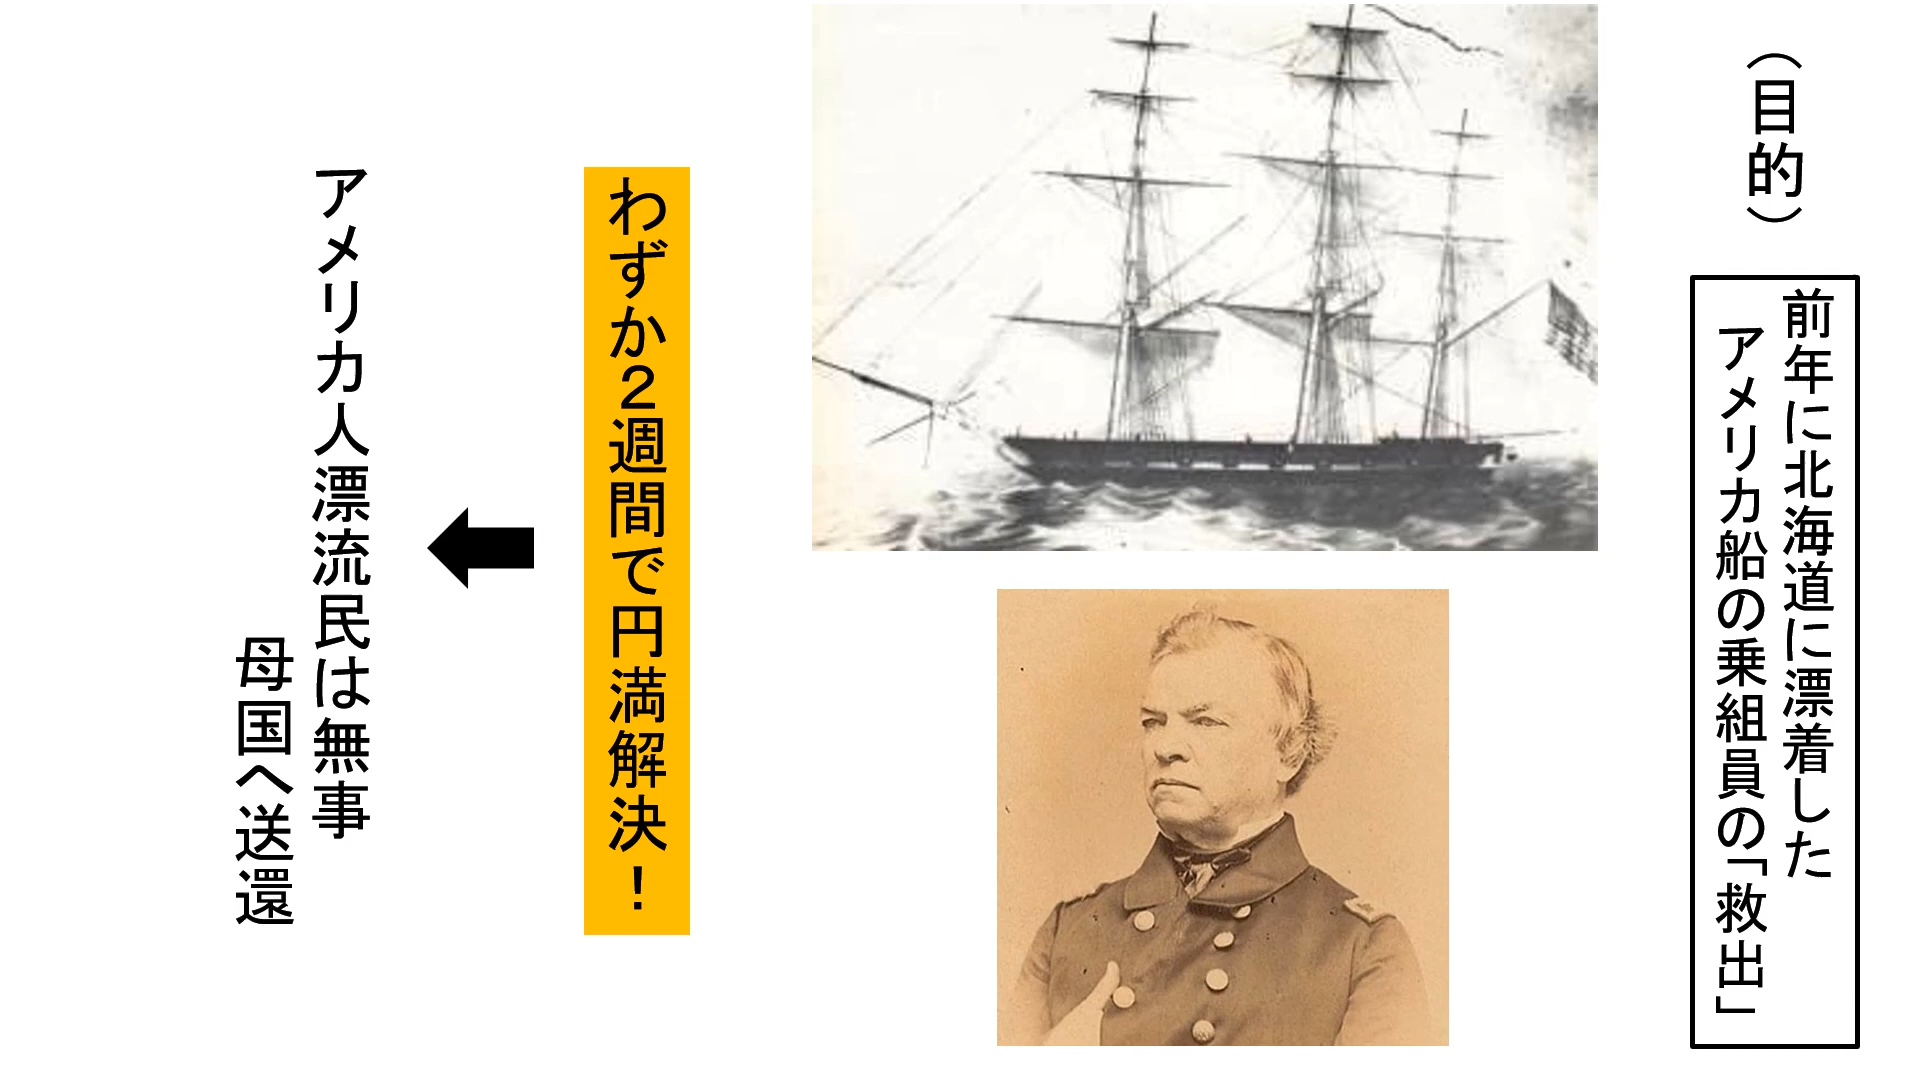 （目的）
前年に北海道に漂着した
アメリカ船の乗組員の「救出」
わずか２週間で円満解決！
アメリカ人漂流民は無事
母国へ送還